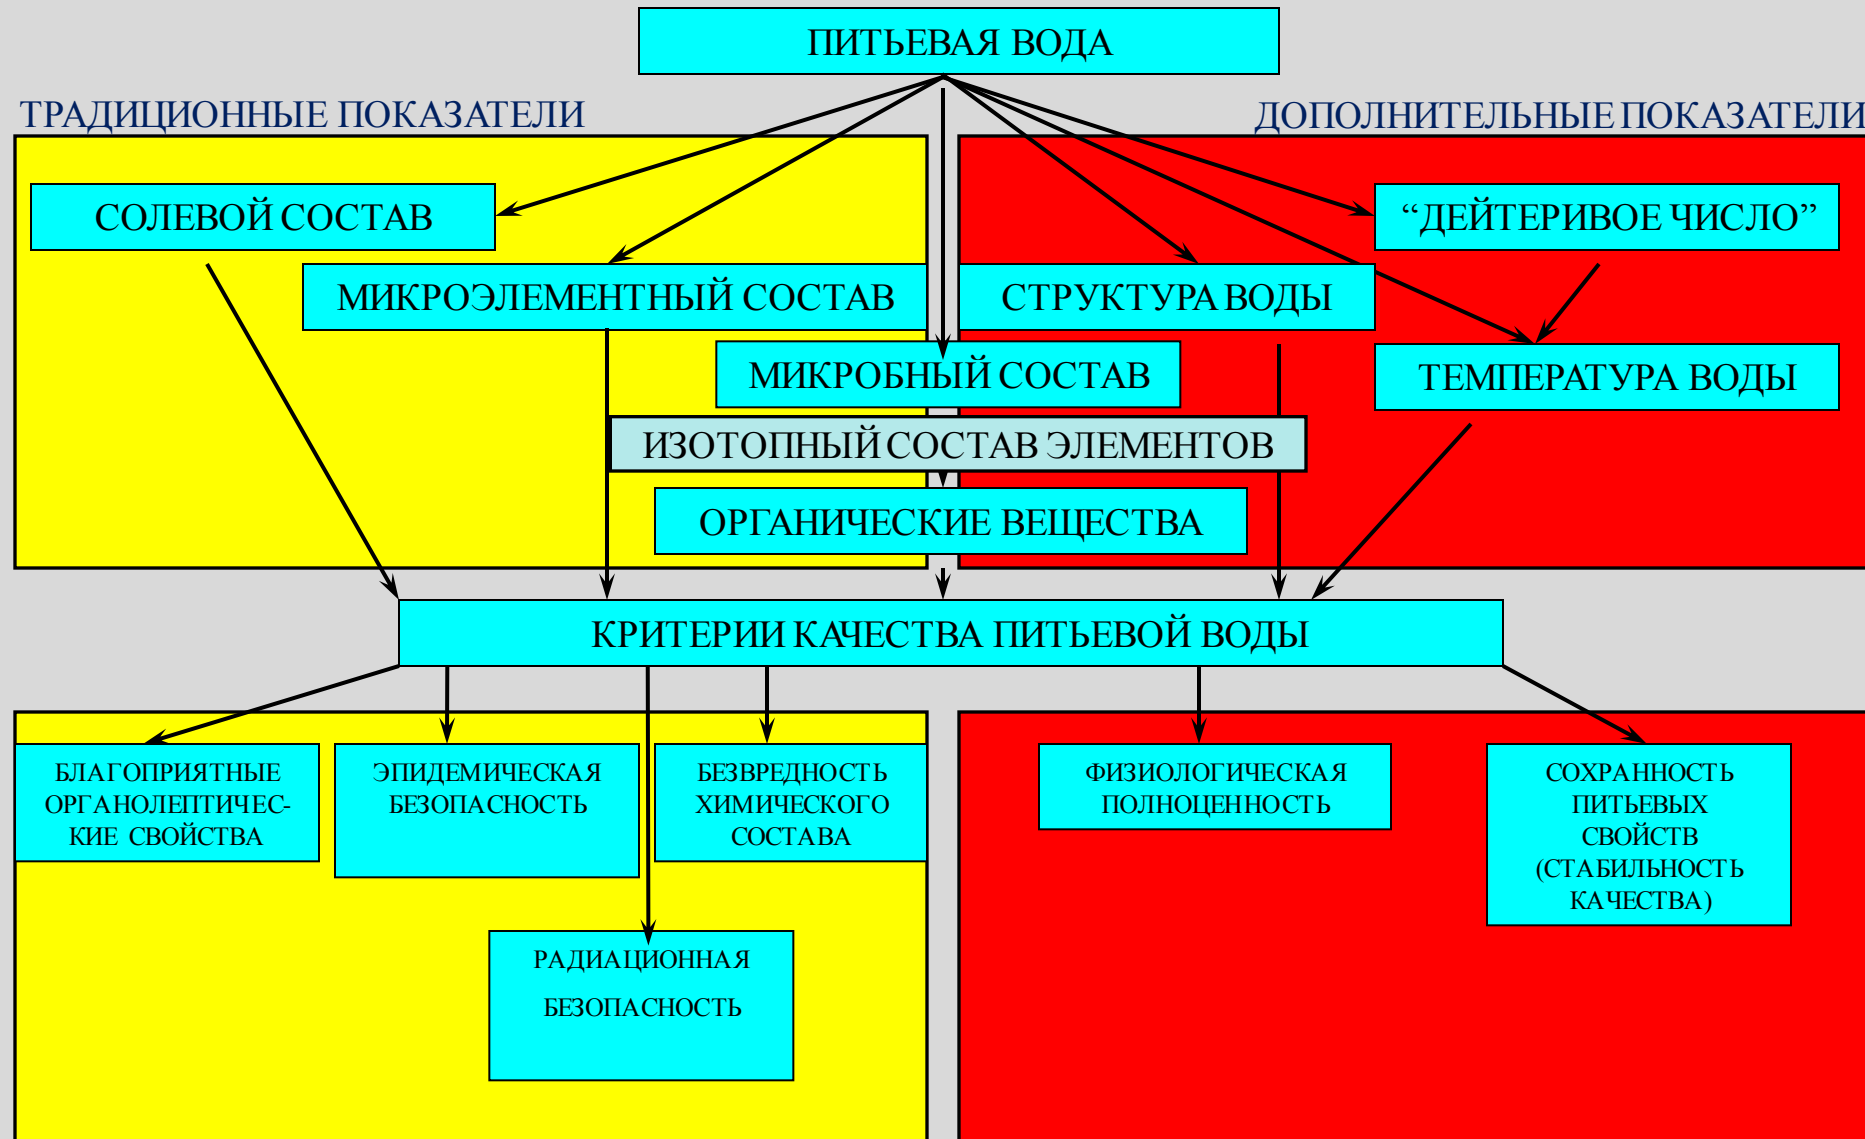 ПИТЬЕВАЯ ВОДА
ТРАДИЦИОННЫЕ ПОКАЗАТЕЛИ
ДОПОЛНИТЕЛЬНЫЕ ПОКАЗАТЕЛИ
СОЛЕВОЙ СОСТАВ
“ДЕЙТЕРИВОЕ ЧИСЛО”
МИКРОЭЛЕМЕНТНЫЙ СОСТАВ
СТРУКТУРА ВОДЫ
МИКРОБНЫЙ СОСТАВ
ТЕМПЕРАТУРА ВОДЫ
ИЗОТОПНЫЙ СОСТАВ ЭЛЕМЕНТОВ
ОРГАНИЧЕСКИЕ ВЕЩЕСТВА
КРИТЕРИИ КАЧЕСТВА ПИТЬЕВОЙ ВОДЫ
БЛАГОПРИЯТНЫЕ
ОРГАНОЛЕПТИЧЕС-
КИЕ СВОЙСТВА
ЭПИДЕМИЧЕСКАЯ
БЕЗОПАСНОСТЬ
БЕЗВРЕДНОСТЬ
ХИМИЧЕСКОГО
СОСТАВА
ФИЗИОЛОГИЧЕСКАЯ
ПОЛНОЦЕННОСТЬ
СОХРАННОСТЬ
ПИТЬЕВЫХ
СВОЙСТВ
(СТАБИЛЬНОСТЬ
КАЧЕСТВА)
РАДИАЦИОННАЯ
БЕЗОПАСНОСТЬ